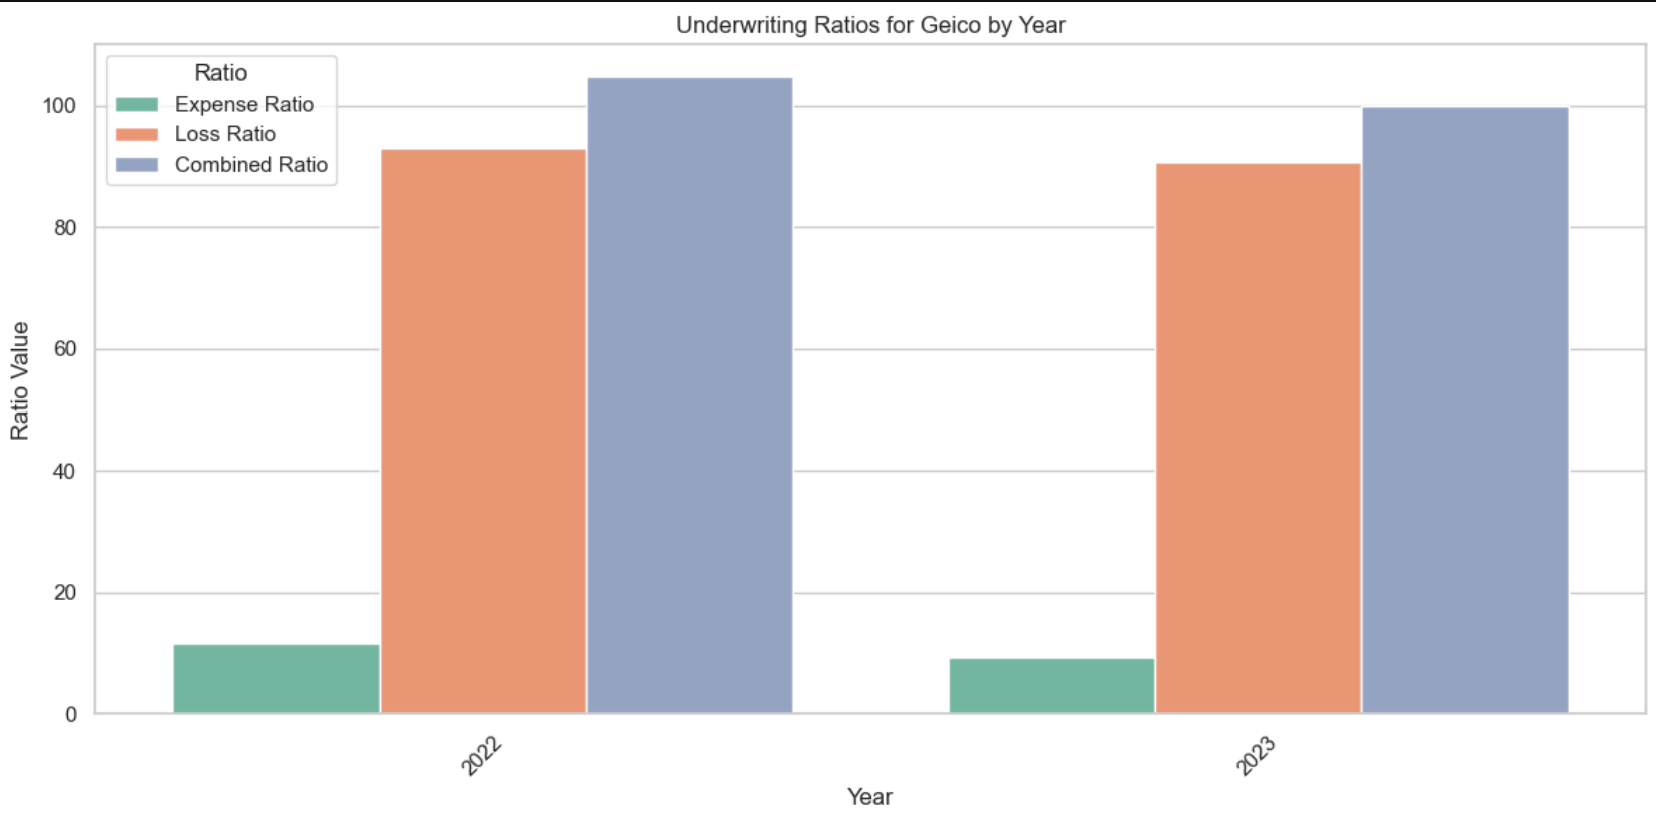 Underwriting Ratios for Geico by Year
Ratio
Expense Ratio
Loss Ratio
Combined Ratio
Ratio Value
100
80
60
40
20
0
2022
2023
Year